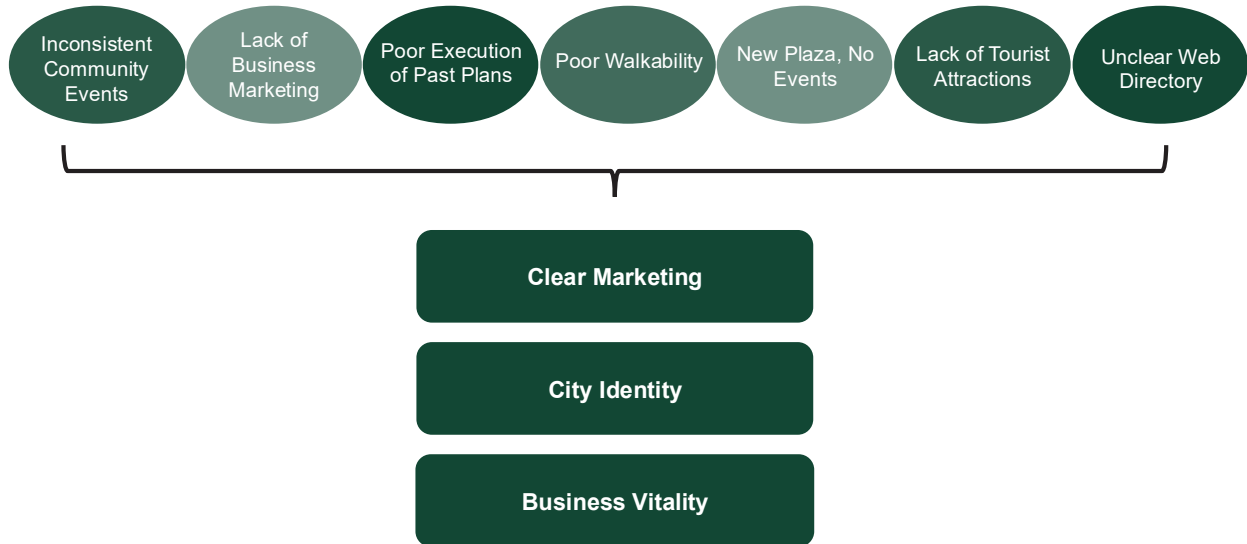 Inconsistent
Community
Events
Lack of
Business
Marketing
Poor Execution
of Past Plans
Poor Walkability
New Plaza, No
Events
Lack of Tourist
Attractions
Unclear Web
Directory
Clear Marketing
City Identity
Business Vitality